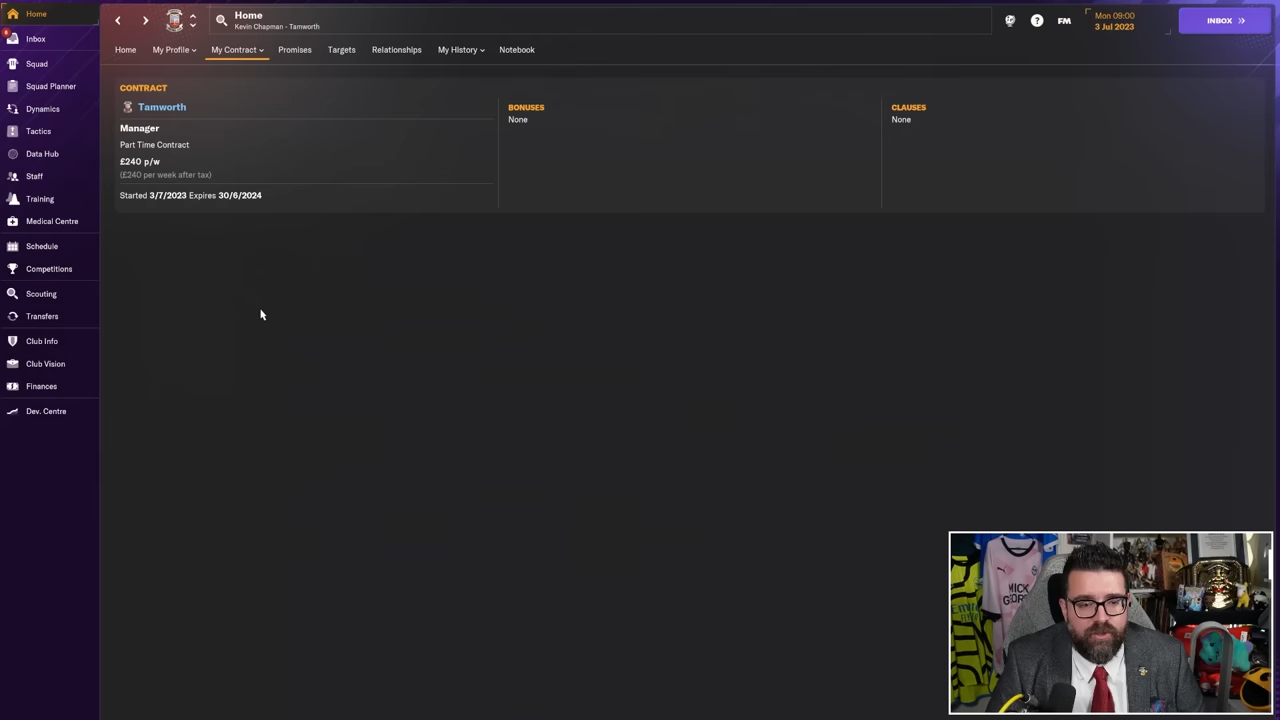 Home
Inbox
6
Squad
Squad Planner
Dynamics
Tactics
Data Hub
Staff
Training
Medical Centre
Schedule
Competitions
Scouting
Transfers
Club Info
Club Vision
Finances
Dev. Centre
Home
Kevin Chapman - Tamworth
?
FM
Mon 09:00
3 Jul 2023
INBOX
Home
My Profile
My Contract
Promises
Targets
Relationships
My History
Notebook
CONTRACT
Tamworth
Manager
Part Time Contract
£240 p/w
(£240 per week after tax)
Started 3/7/2023 Expires 30/6/2024
BONUSES
None
CLAUSES
None
MICK
GEORGE